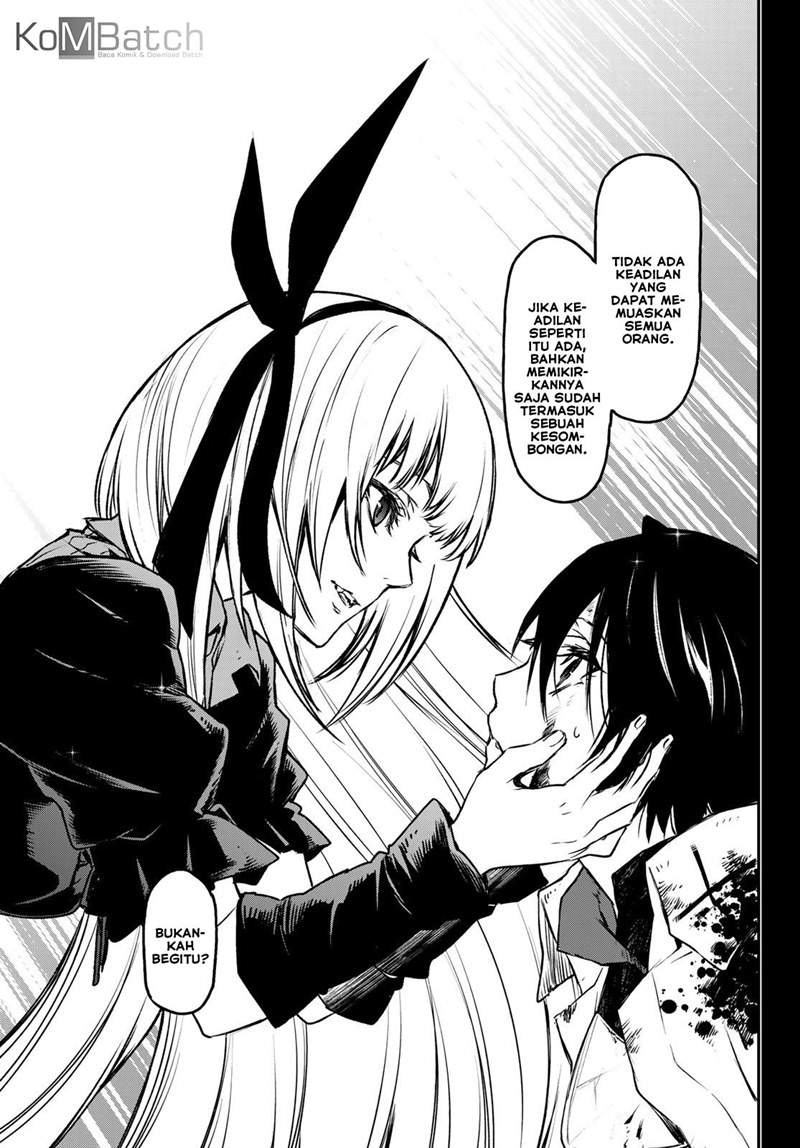 KoMBatch
Baca Komik & Download Batch
TIDAK ADA
KEADILAN
YANG
DAPAT ME-
MUASKAN
SEMUA
ORANG.
JIKA KE-
ADILAN
SEPERTI
ITU ADA,
BAHKAN
MEMIKIR-
KANNYA
SAJA SUDAH
TERMASUK
SEBUAH
KESOM-
BONGAN.
BUKAN-
KAH
BEGITU?